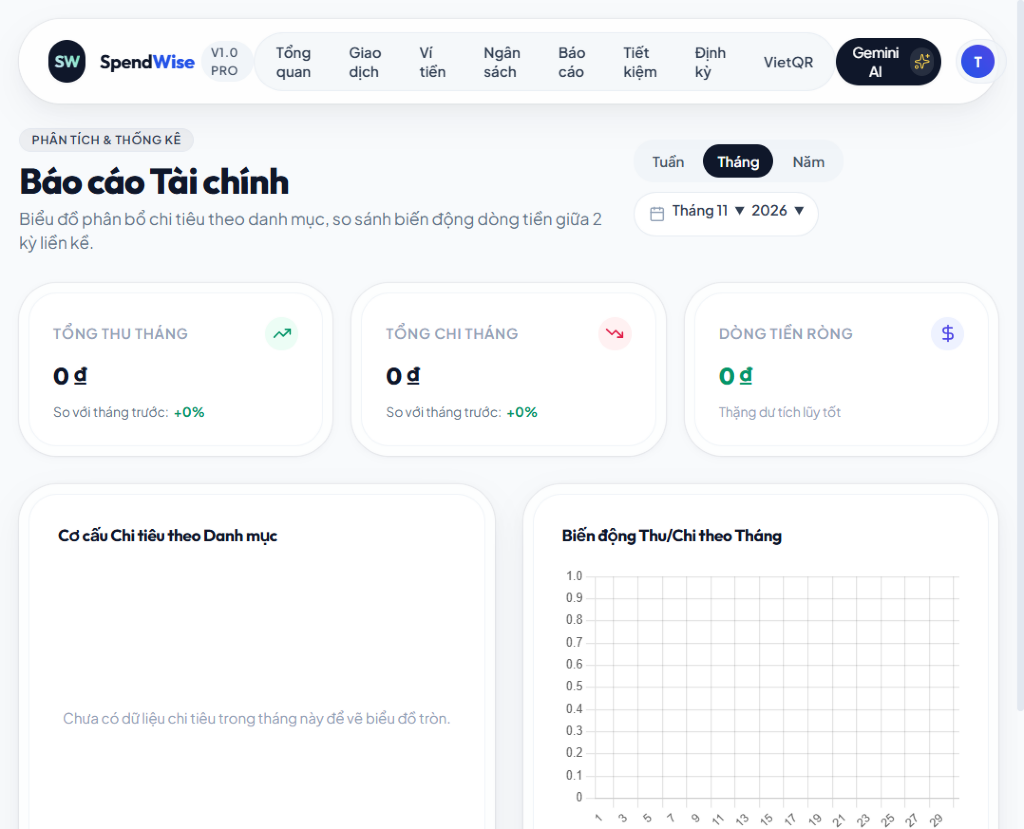 SW SpendWise V1.0 PRO Tổng quan Giao dịch Ví tiền Ngân sách Báo cáo Tiết kiệm Định kỳ VietQR Gemini AI T
PHÂN TÍCH & THỐNG KÊ
Báo cáo Tài chính
Biểu đồ phân bổ chi tiêu theo danh mục, so sánh biến động dòng tiền giữa 2
kỳ liền kề.
Tuần Tháng Năm
Tháng 11 ▼ 2026 ▼
TỔNG THU THÁNG
0 ₫
So với tháng trước: +0%
TỔNG CHI THÁNG
0 ₫
So với tháng trước: +0%
DÒNG TIỀN RÒNG
0 ₫
Thặng dư tích lũy tốt
Cơ cấu Chi tiêu theo Danh mục
Chưa có dữ liệu chi tiêu trong tháng này để vẽ biểu đồ tròn.
Biến động Thu/Chi theo Tháng
1.0
0.9
0.8
0.7
0.6
0.5
0.4
0.3
0.2
0.1
0
1 3 5 7 9 11 13 15 17 19 21 23 25 27 29